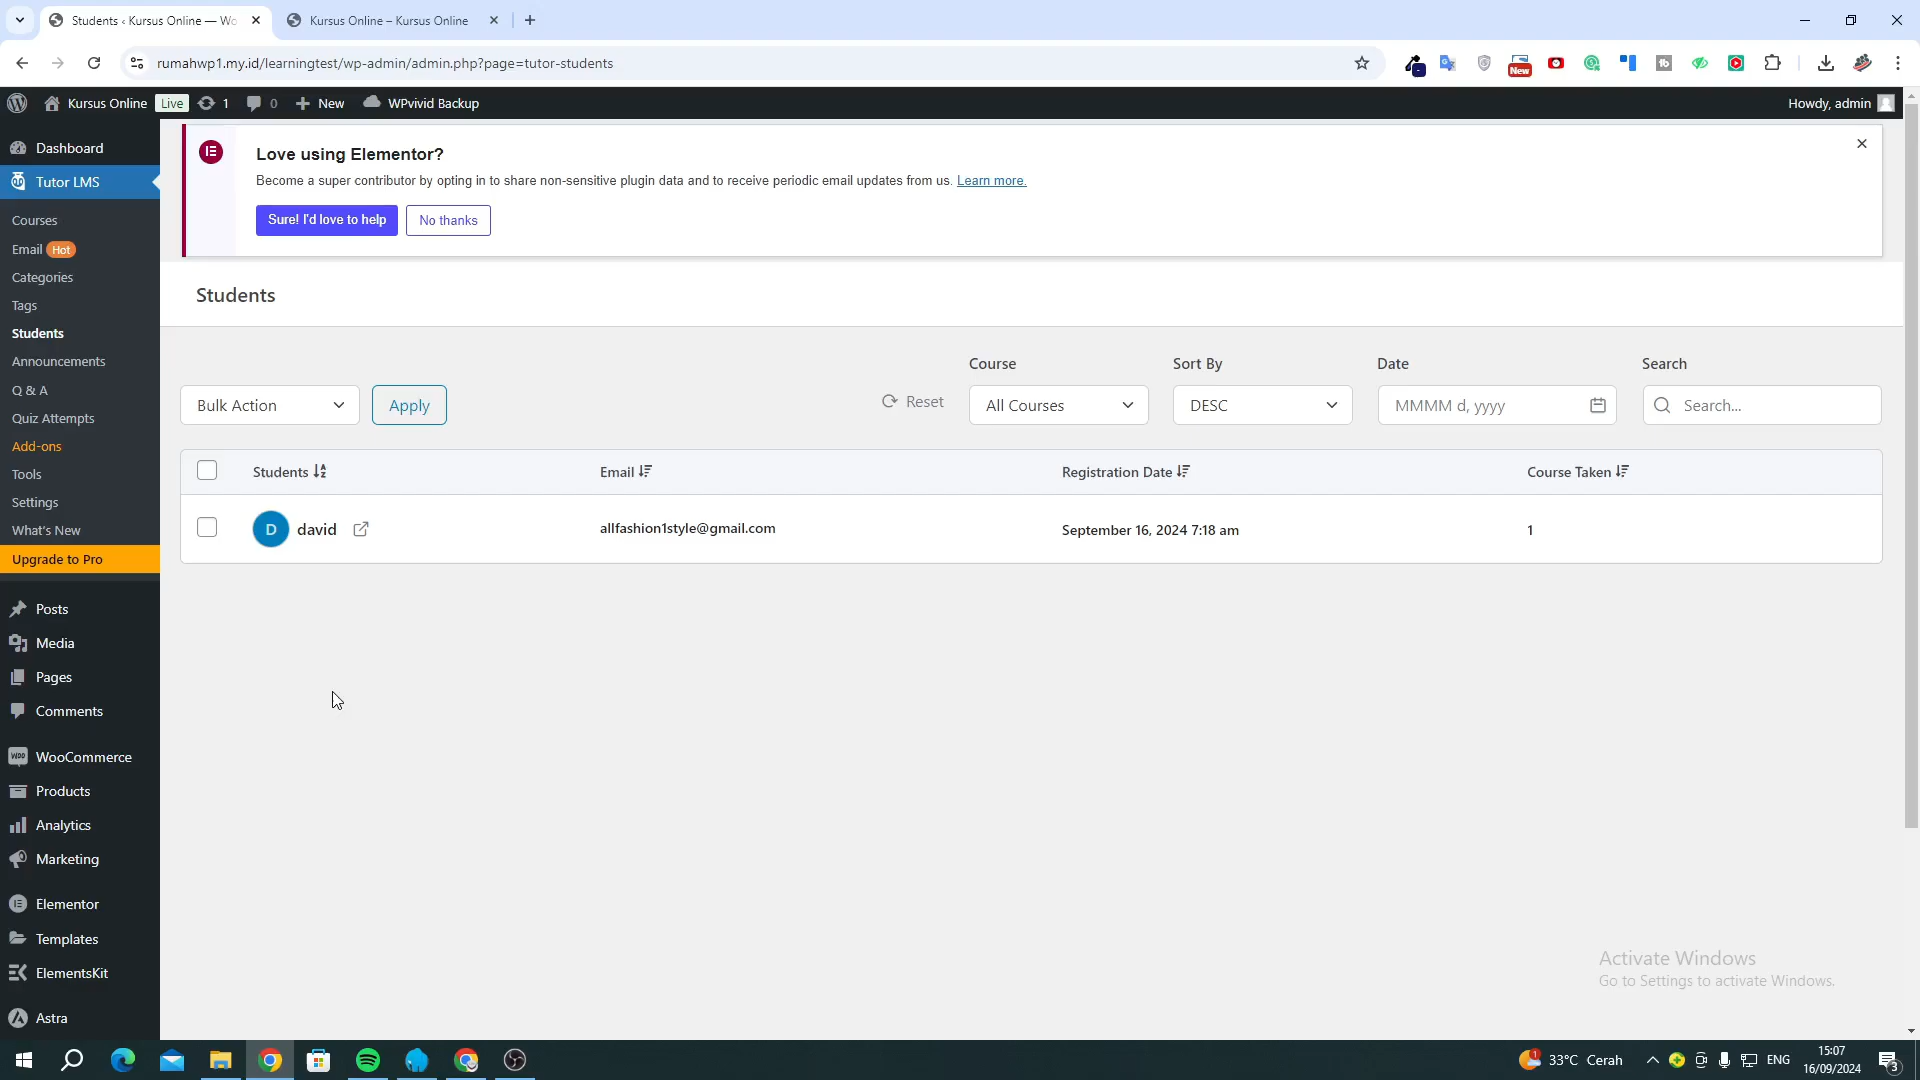 Students ‹ Kursus Online — Wo
Kursus Online – Kursus Online
rumahwp1.my.id/learningtest/wp-admin/admin.php?page=tutor-students
New
Kursus Online
Live
1
0
New
WPvivid Backup
Howdy, admin
Dashboard
Tutor LMS
Courses
Email Hot
Categories
Tags
Students
Announcements
Q & A
Quiz Attempts
Add-ons
Tools
Settings
What's New
Upgrade to Pro
Posts
Media
Pages
Comments
WooCommerce
Products
Analytics
Marketing
Elementor
Templates
ElementsKit
Astra
Love using Elementor?
Become a super contributor by opting in to share non-sensitive plugin data and to receive periodic email updates from us. Learn more.
Sure! I'd love to help
No thanks
Students
Bulk Action
Apply
Reset
Course
All Courses
Sort By
DESC
Date
MMMM d, yyyy
Search
Search...
Students
Email
Registration Date
Course Taken
D
david
allfashion1style@gmail.com
September 16, 2024 7:18 am
1
Activate Windows
Go to Settings to activate Windows.
33°C Cerah
ENG
15:07
16/09/2024
3